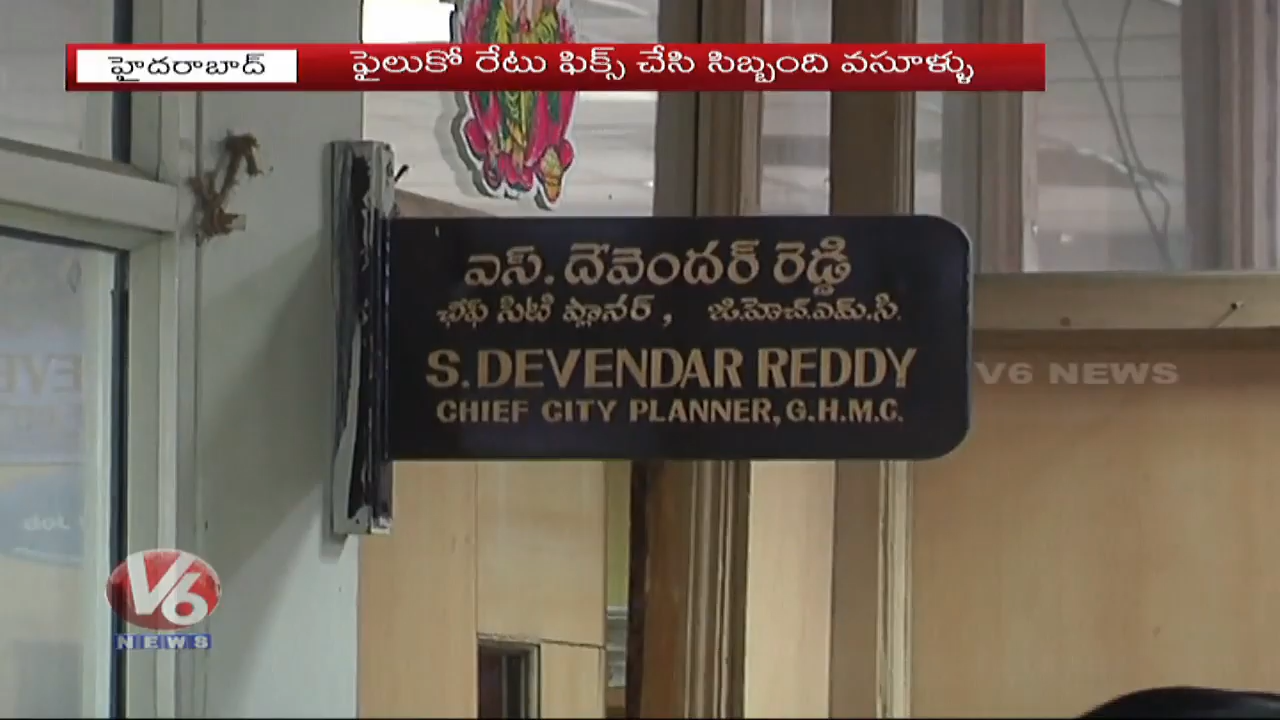 హైదరాబాద్ ఫైలుకో రేటు ఫిక్స్ చేసి సిబ్బంది వసూళ్ళు
ఎస్. దేవెందర్ రెడ్డి
చీఫ్ సిటీ ప్లానర్, జి.హెచ్.ఎమ్.సి.
S. DEVENDAR REDDY
CHIEF CITY PLANNER, G.H.M.C.
V6 NEWS
V6
NEWS